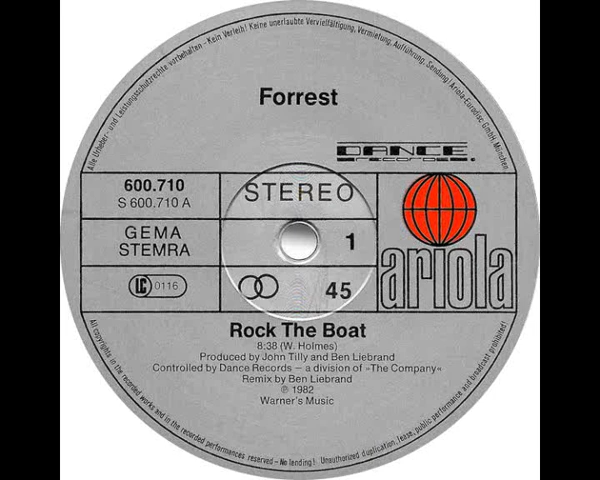 Alle Urheber- und Leistungsschutzrechte vorbehalten - Kein Verleih! Keine unerlaubte Vervielfältigung, Vermietung, Aufführung, Sendung! Ariola-Eurodisc GmbH, München
Forrest
DANCE
records.
600.710
S 600.710 A
STEREO
GEMA
STEMRA
1
LC 0116
45
ariola
Rock The Boat
8:38 (W. Holmes)
Produced by John Tilly and Ben Liebrand
Controlled by Dance Records – a division of »The Company«
Remix by Ben Liebrand
℗ 1982
Warner's Music
All copyrights in the recorded works and in the recorded performances reserved – No lending! Unauthorized duplication, lease, public performance and broadcast prohibited!